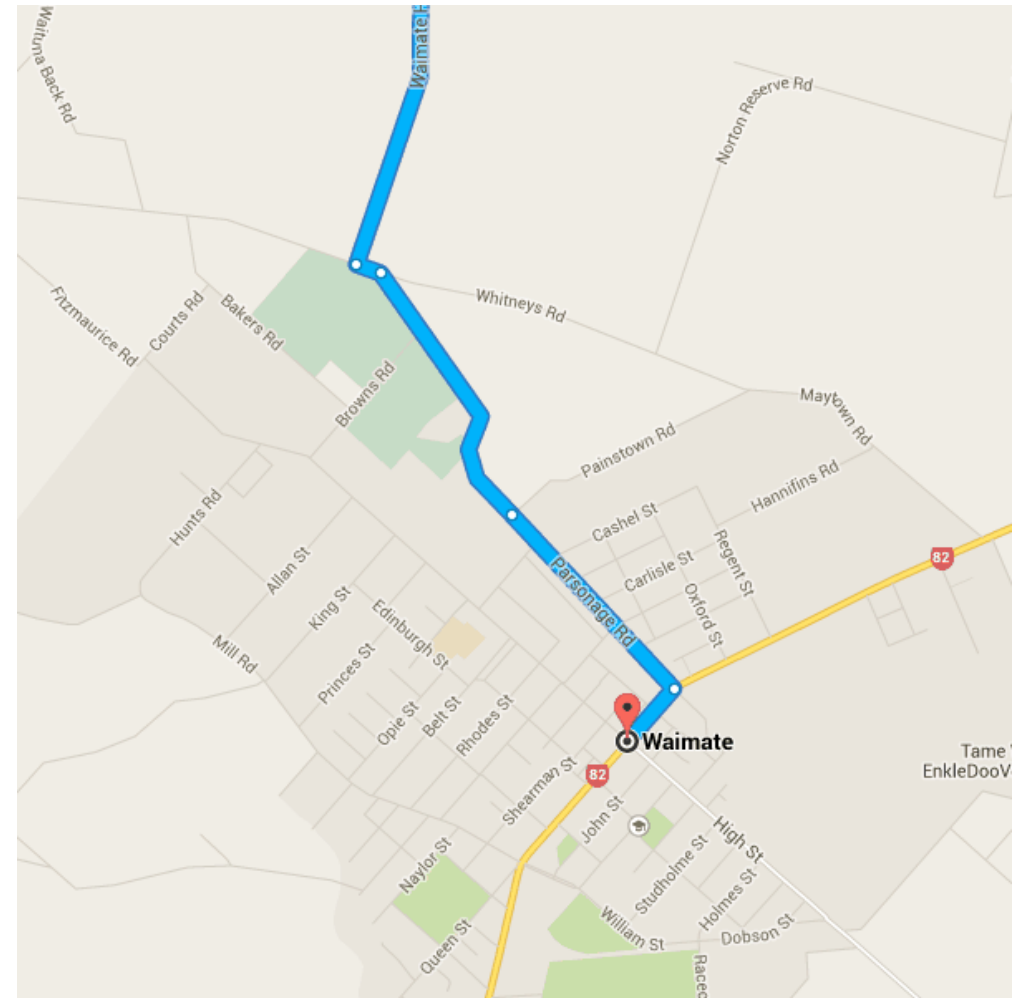 Waituna Back Rd
Waimate H
Norton Reserve Rd
Whitneys Rd
Fitzmaurice Rd
Courts Rd
Bakers Rd
Browns Rd
Maytown Rd
Painstown Rd
Hannifins Rd
Hunts Rd
Cashel St
Regent St
Allan St
Parsonage Rd
Carlisle St
82
King St
Edinburgh St
Oxford St
Mill Rd
Princes St
Opie St
Belt St
Rhodes St
Waimate
82
Tame
EnkleDooV
Shearman St
John St
High St
Naylor St
Studholme St
Holmes St
Queen St
William St
Dobson St
Racec